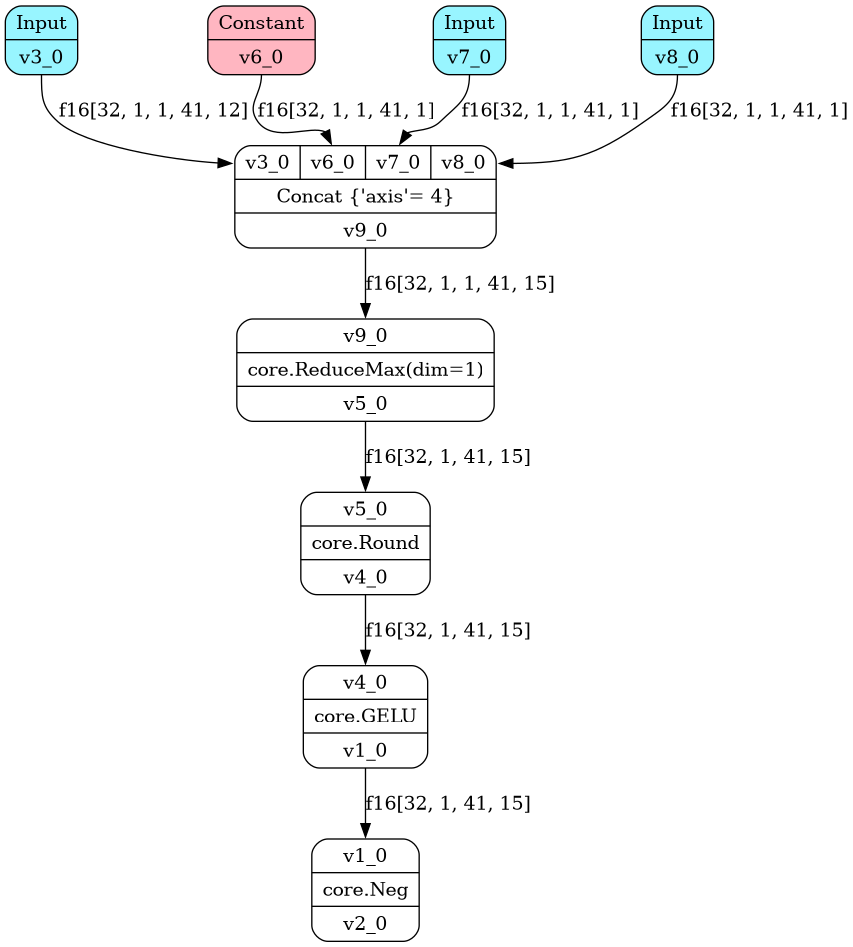 Input
v3_0
Constant
v6_0
Input
v7_0
Input
v8_0
f16[32, 1, 1, 41, 12]
f16[32, 1, 1, 41, 1]
f16[32, 1, 1, 41, 1]
f16[32, 1, 1, 41, 1]
v3_0 v6_0 v7_0 v8_0
Concat {'axis'= 4}
v9_0
f16[32, 1, 1, 41, 15]
v9_0
core.ReduceMax(dim=1)
v5_0
f16[32, 1, 41, 15]
v5_0
core.Round
v4_0
f16[32, 1, 41, 15]
v4_0
core.GELU
v1_0
f16[32, 1, 41, 15]
v1_0
core.Neg
v2_0